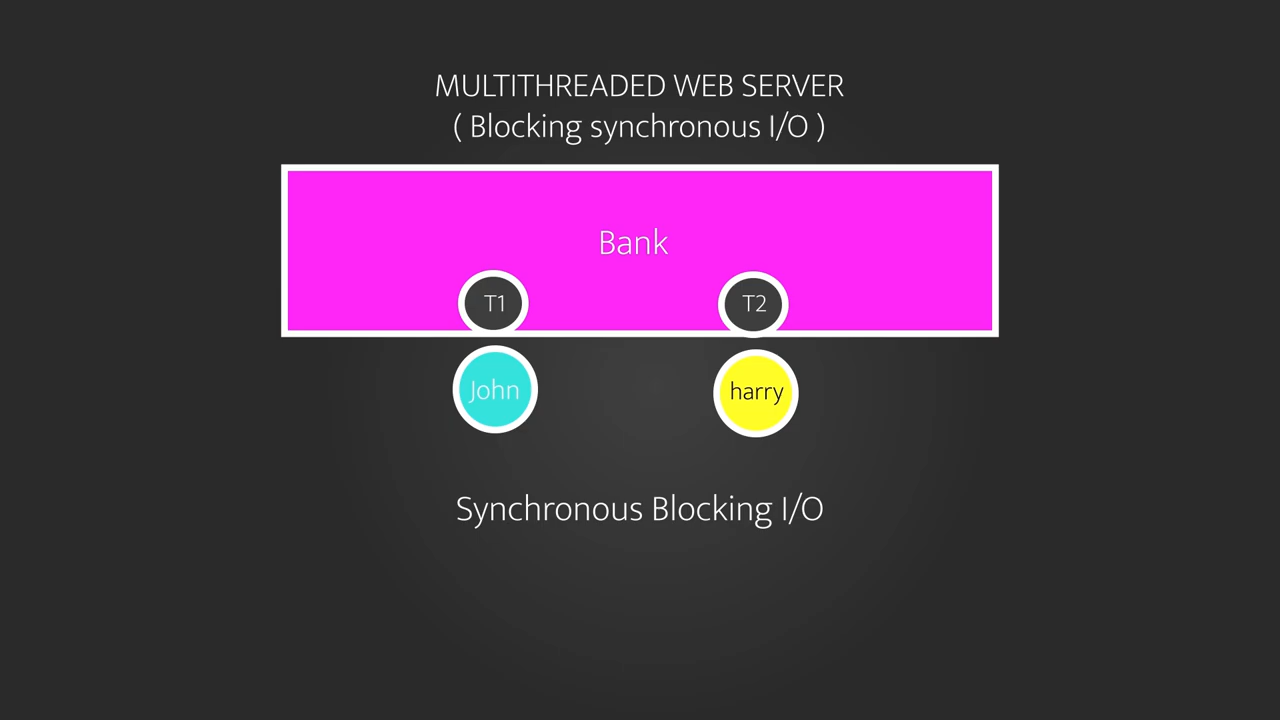 MULTITHREADED WEB SERVER
( Blocking synchronous I/O )
Bank
T1
T2
John
harry
Synchronous Blocking I/O